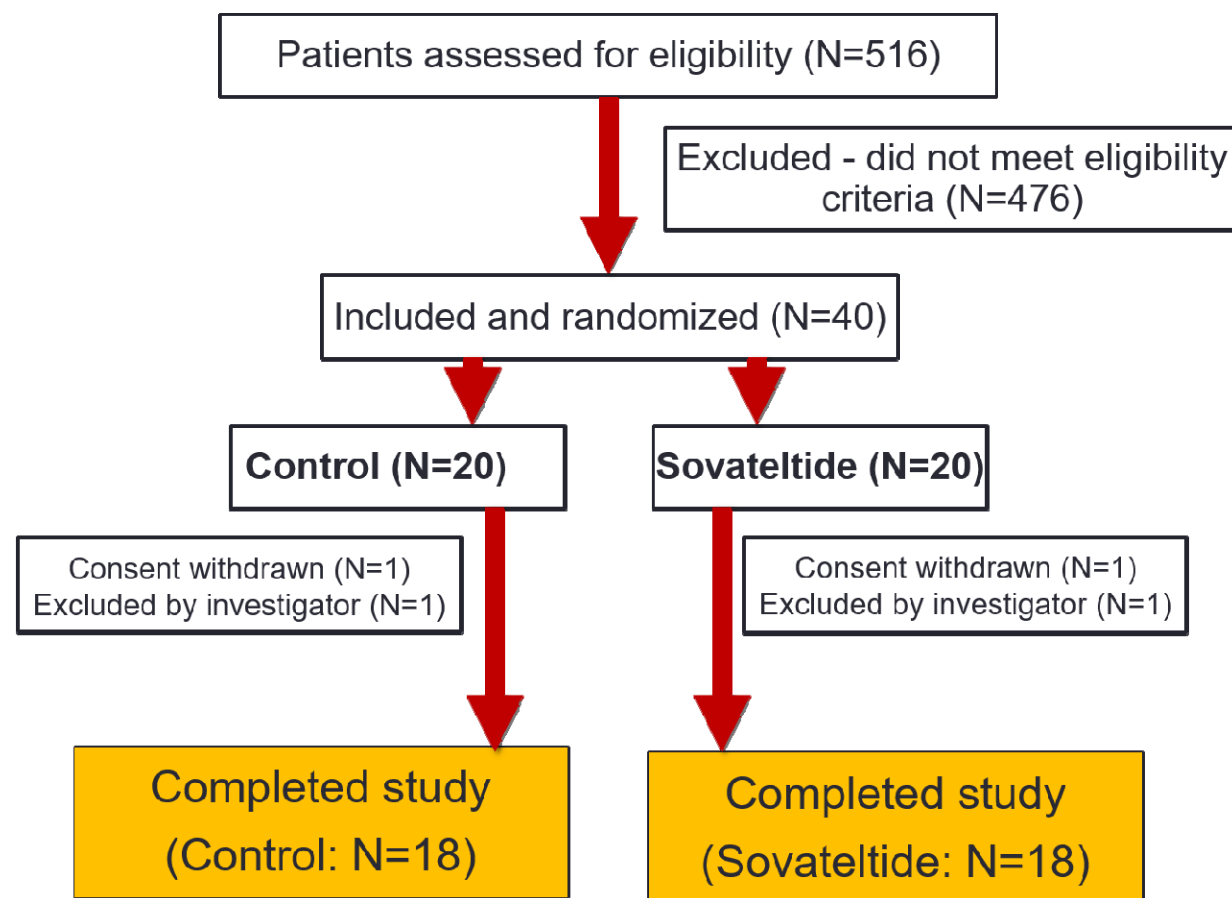 Patients assessed for eligibility (N=516)
Excluded - did not meet eligibility
criteria (N=476)
Included and randomized (N=40)
Control (N=20)
Sovateltide (N=20)
Consent withdrawn (N=1)
Excluded by investigator (N=1)
Consent withdrawn (N=1)
Excluded by investigator (N=1)
Completed study
(Control: N=18)
Completed study
(Sovateltide: N=18)